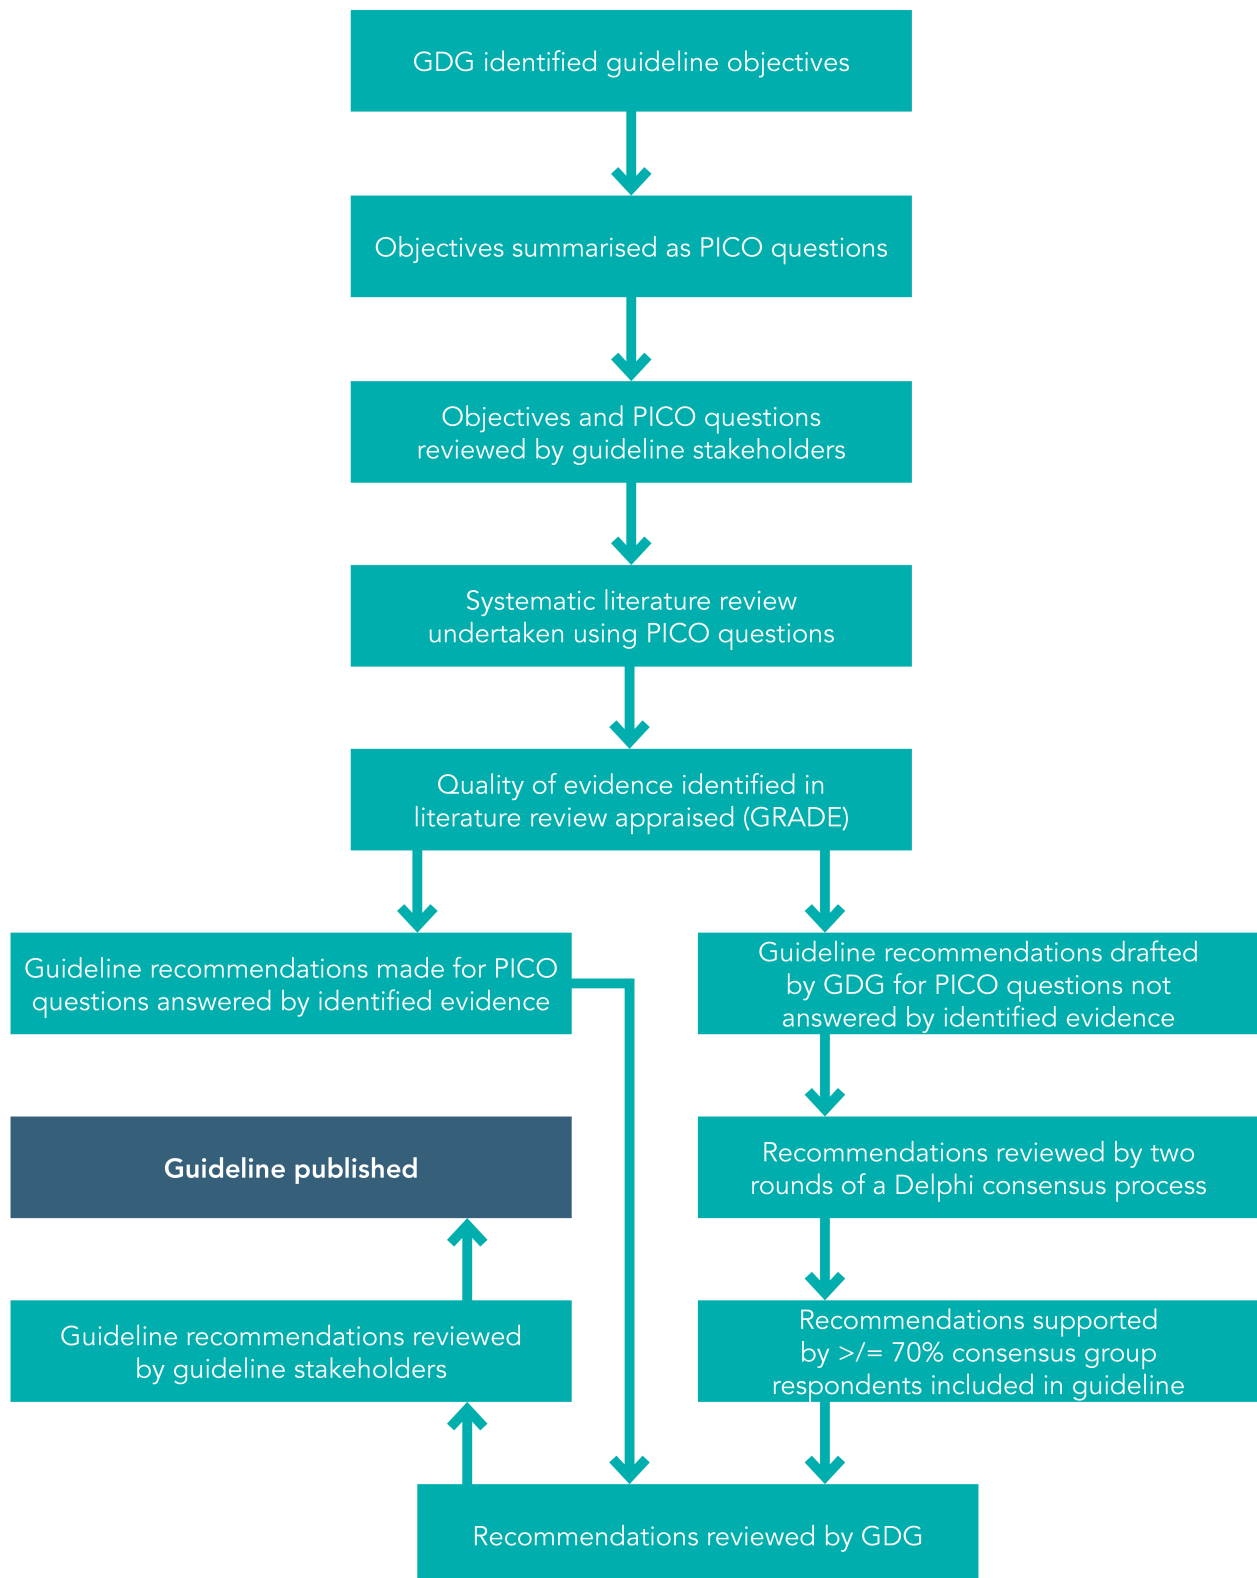 GDG identified guideline objectives
Objectives summarised as PICO questions
Objectives and PICO questions
reviewed by guideline stakeholders
Systematic literature review
undertaken using PICO questions
Quality of evidence identified in
literature review appraised (GRADE)
Guideline recommendations made for PICO
questions answered by identified evidence
Guideline recommendations drafted
by GDG for PICO questions not
answered by identified evidence
Guideline published
Recommendations reviewed by two
rounds of a Delphi consensus process
Guideline recommendations reviewed
by guideline stakeholders
Recommendations supported
by >/= 70% consensus group
respondents included in guideline
Recommendations reviewed by GDG